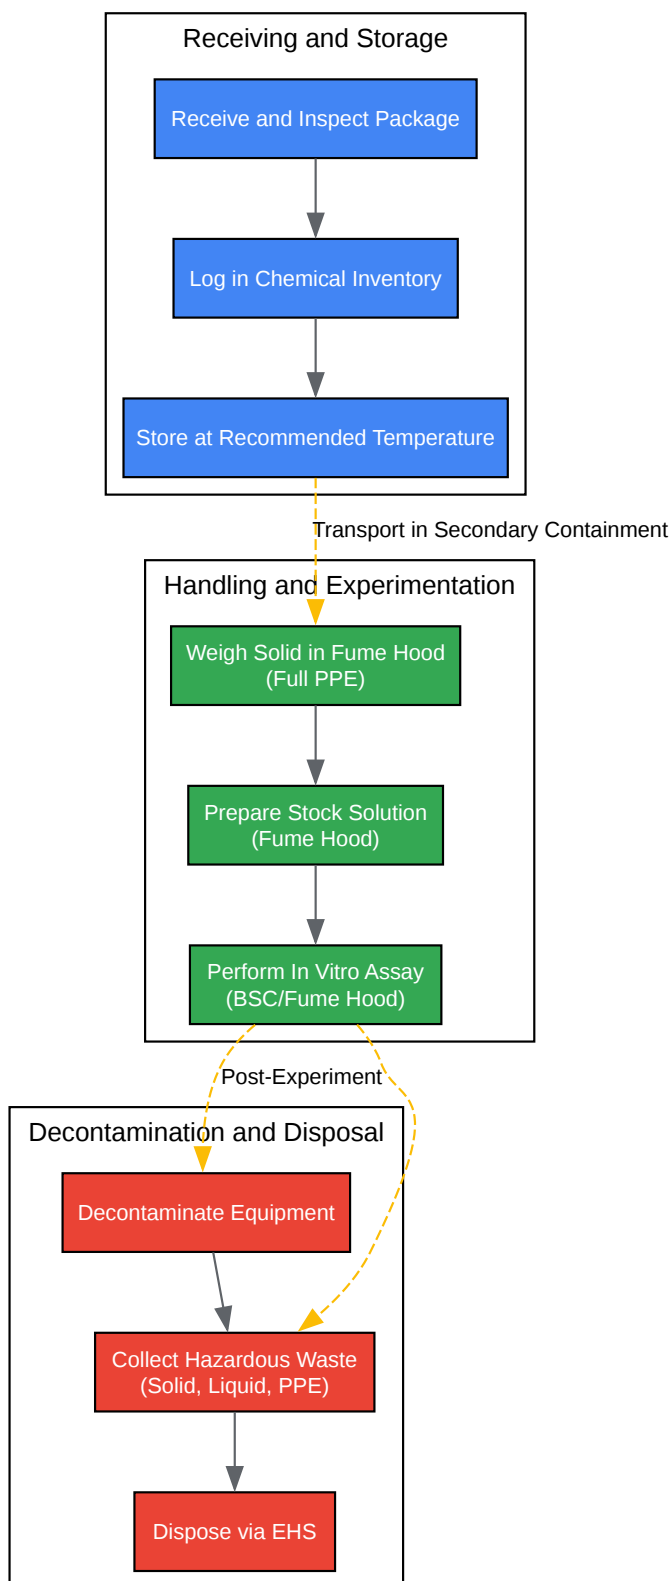 Receiving and Storage
Receive and Inspect Package
Log in Chemical Inventory
Store at Recommended Temperature
Transport in Secondary Containment
Handling and Experimentation
Weigh Solid in Fume Hood
(Full PPE)
Prepare Stock Solution
(Fume Hood)
Perform In Vitro Assay
(BSC/Fume Hood)
Post-Experiment
Decontamination and Disposal
Decontaminate Equipment
Collect Hazardous Waste
(Solid, Liquid, PPE)
Dispose via EHS